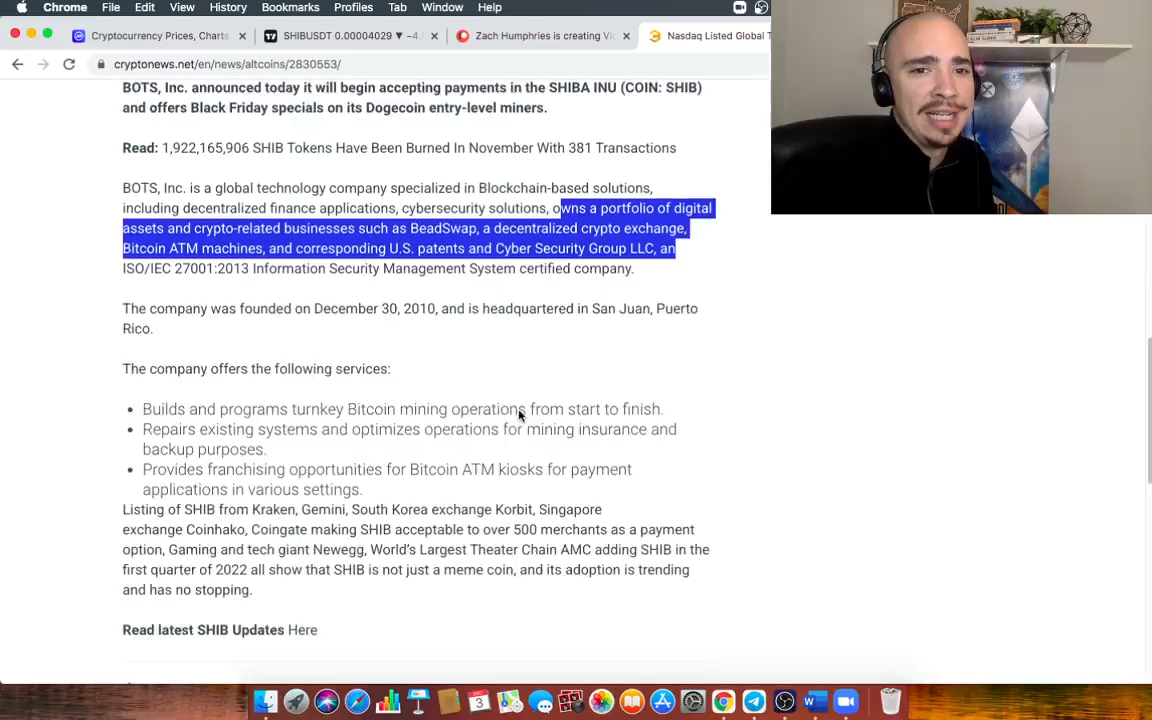 Chrome File Edit View History Bookmarks Profiles Tab Window Help
Cryptocurrency Prices, Charts
SHIBUSDT 0.00004029 ▼ −4.
Zach Humphries is creating Vi
Nasdaq Listed Global T
cryptonews.net/en/news/altcoins/2830553/
BOTS, Inc. announced today it will begin accepting payments in the SHIBA INU (COIN: SHIB)
and offers Black Friday specials on its Dogecoin entry-level miners.
Read: 1,922,165,906 SHIB Tokens Have Been Burned In November With 381 Transactions
BOTS, Inc. is a global technology company specialized in Blockchain-based solutions,
including decentralized finance applications, cybersecurity solutions, owns a portfolio of digital
assets and crypto-related businesses such as BeadSwap, a decentralized crypto exchange,
Bitcoin ATM machines, and corresponding U.S. patents and Cyber Security Group LLC, an
ISO/IEC 27001:2013 Information Security Management System certified company.
The company was founded on December 30, 2010, and is headquartered in San Juan, Puerto
Rico.
The company offers the following services:
• Builds and programs turnkey Bitcoin mining operations from start to finish.
• Repairs existing systems and optimizes operations for mining insurance and
backup purposes.
• Provides franchising opportunities for Bitcoin ATM kiosks for payment
applications in various settings.
Listing of SHIB from Kraken, Gemini, South Korea exchange Korbit, Singapore
exchange Coinhako, Coingate making SHIB acceptable to over 500 merchants as a payment
option, Gaming and tech giant Newegg, World's Largest Theater Chain AMC adding SHIB in the
first quarter of 2022 all show that SHIB is not just a meme coin, and its adoption is trending
and has no stopping.
Read latest SHIB Updates Here
3